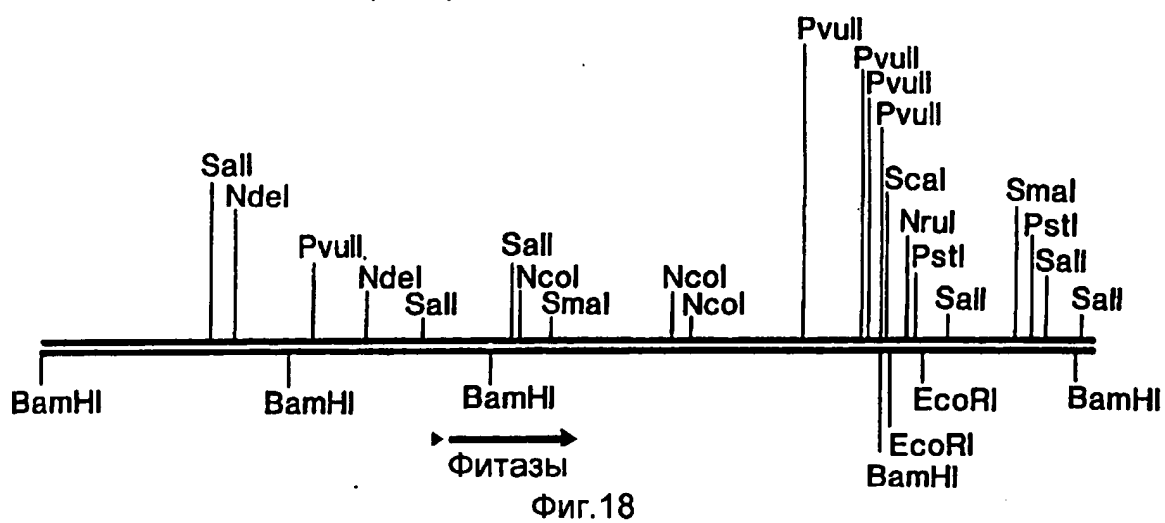 PvuII
PvuII
PvuII
PvuII
SalI
NdeI
ScaI
SmaI
PvuII
NdeI
SalI
SalI
NcoI
SmaI
NcoI
NcoI
NruI
PstI
SalI
PstI
SalI
SalI
BamHI
BamHI
BamHI
EcoRI
BamHI
EcoRI
BamHI
Фитазы
Фиг.18